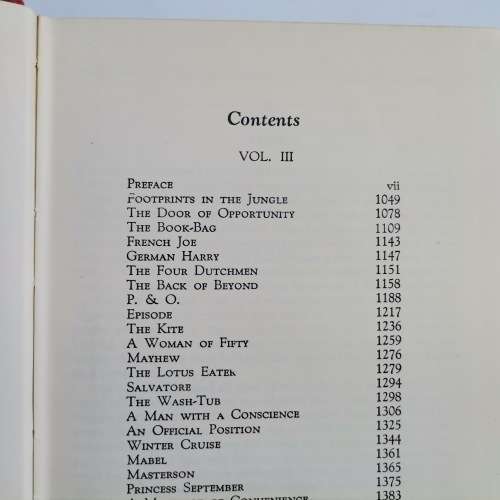 Contents
VOL. III
Preface vii
Footprints in the Jungle 1049
The Door of Opportunity 1078
The Book-Bag 1109
French Joe 1143
German Harry 1147
The Four Dutchmen 1151
The Back of Beyond 1158
P. & O. 1188
Episode 1217
The Kite 1236
A Woman of Fifty 1259
Mayhew 1276
The Lotus Eater 1279
Salvatore 1294
The Wash-Tub 1298
A Man with a Conscience 1306
An Official Position 1325
Winter Cruise 1344
Mabel 1361
Masterson 1365
Princess September 1375
Convenience 1383